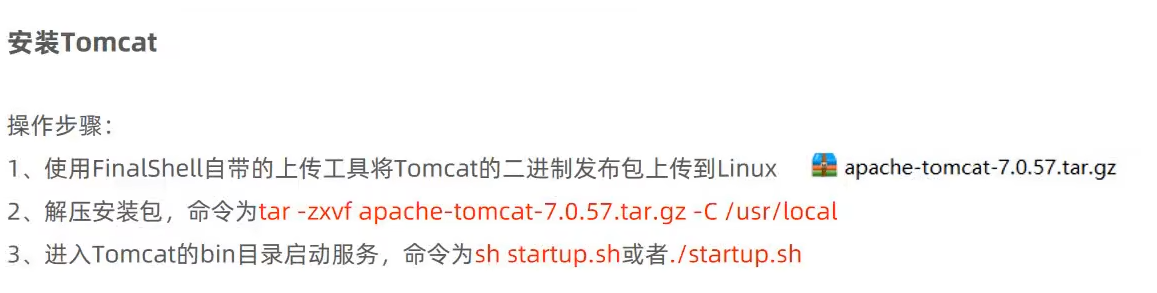 安装Tomcat
操作步骤：
1、使用FinalShell自带的上传工具将Tomcat的二进制发布包上传到Linux apache-tomcat-7.0.57.tar.gz
2、解压安装包，命令为tar -zxvf apache-tomcat-7.0.57.tar.gz -C /usr/local
3、进入Tomcat的bin目录启动服务，命令为sh startup.sh或者./startup.sh